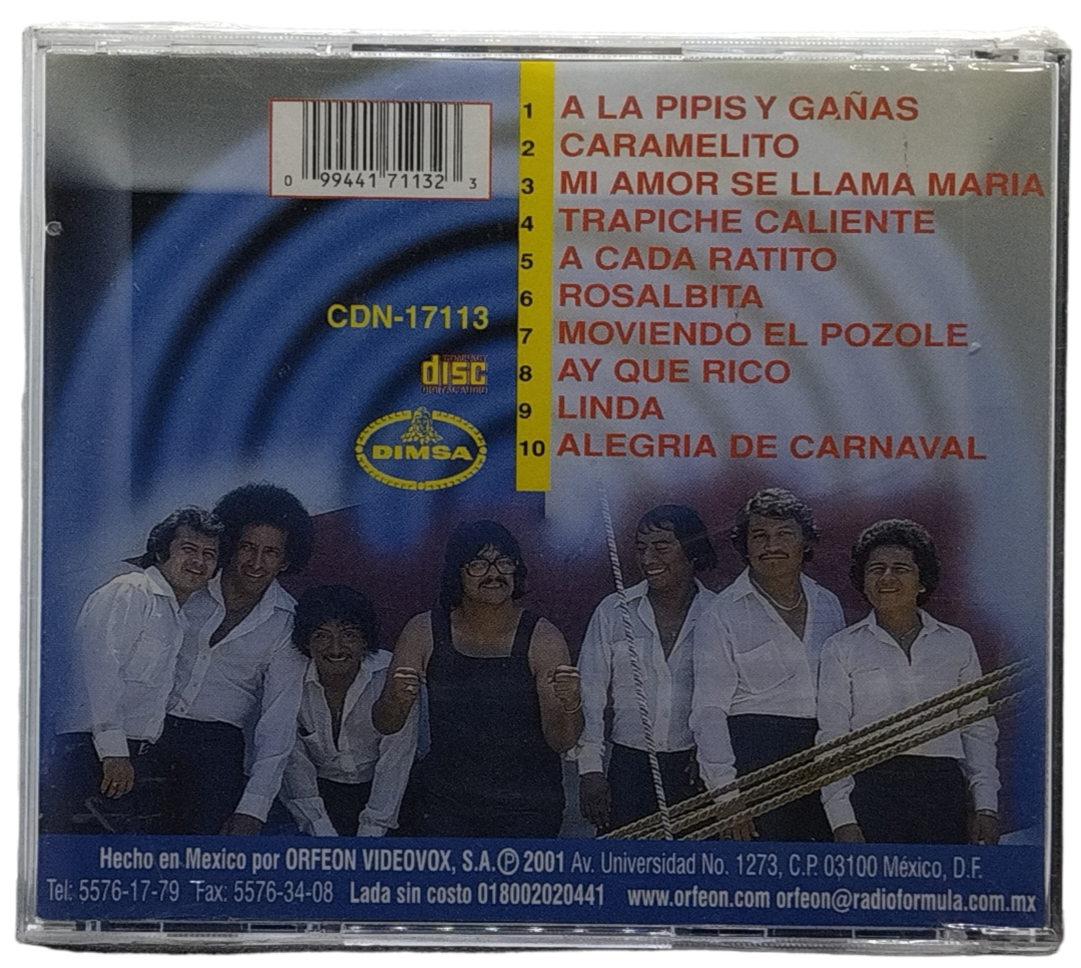 0 99441 71132 3
CDN-17113
COMPACT
disc
DIGITAL AUDIO
DIMSA
1 A LA PIPIS Y GAÑAS
2 CARAMELITO
3 MI AMOR SE LLAMA MARIA
4 TRAPICHE CALIENTE
5 A CADA RATITO
6 ROSALBITA
7 MOVIENDO EL POZOLE
8 AY QUE RICO
9 LINDA
10 ALEGRIA DE CARNAVAL
Hecho en Mexico por ORFEON VIDEOVOX, S.A. Ⓟ 2001 Av. Universidad No. 1273, C.P. 03100 México, D.F.
Tel: 5576-17-79 Fax: 5576-34-08 Lada sin costo 018002020441 www.orfeon.com orfeon@radioformula.com.mx